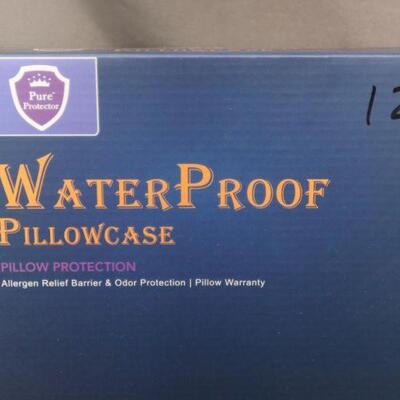 Pure
Protector
12
WATERPROOF
PILLOWCASE
PILLOW PROTECTION
Allergen Relief Barrier & Odor Protection | Pillow Warranty